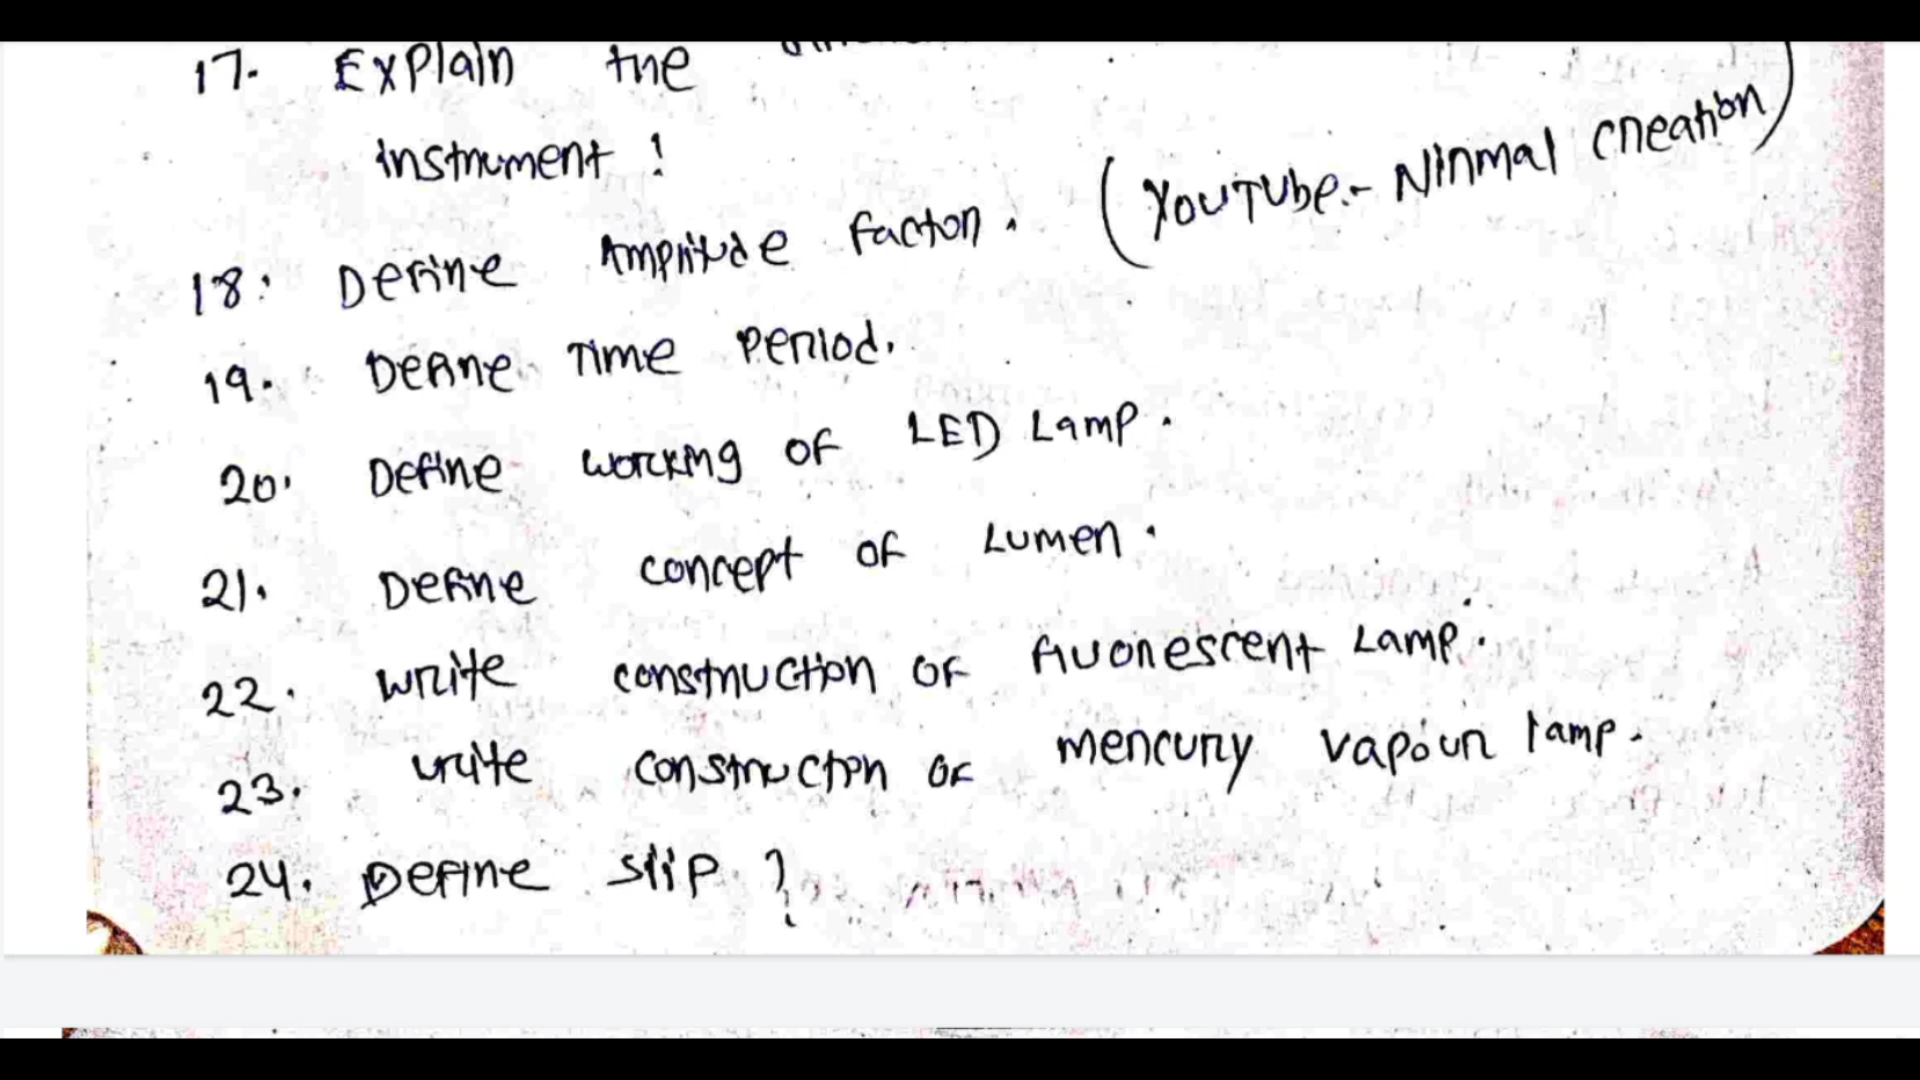 17. Explain the
instrument !
(YouTube:- Nirmal creation)
18. Define Amplitude factor.
19. Define Time Period.
20. Define working of LED Lamp.
21. Define concept of Lumen.
22. write construction of fluorescent Lamp.
23. write construction of mercury vapour lamp.
24. Define slip ?